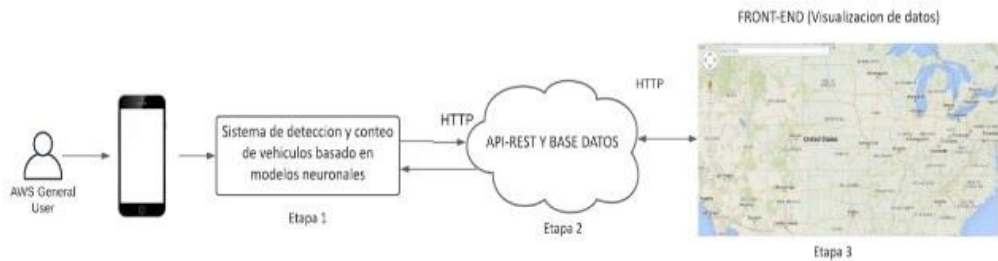 FRONT-END (Visualizacion de datos)
HTTP
HTTP
Sistema de deteccion y conteo
de vehiculos basado en
modelos neuronales
API-REST Y BASE DATOS
United States
AWS General
User
Etapa 1
Etapa 2
Etapa 3